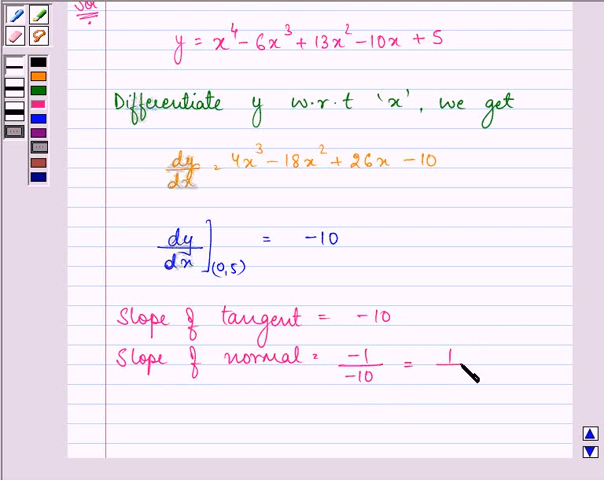 Sol
y = x⁴ - 6x³ + 13x² - 10x + 5
Differentiate y w.r.t 'x', we get
dy/dx = 4x³ - 18x² + 26x - 10
dy/dx](0,5) = -10
Slope of tangent = -10
Slope of normal = -1/-10 = 1